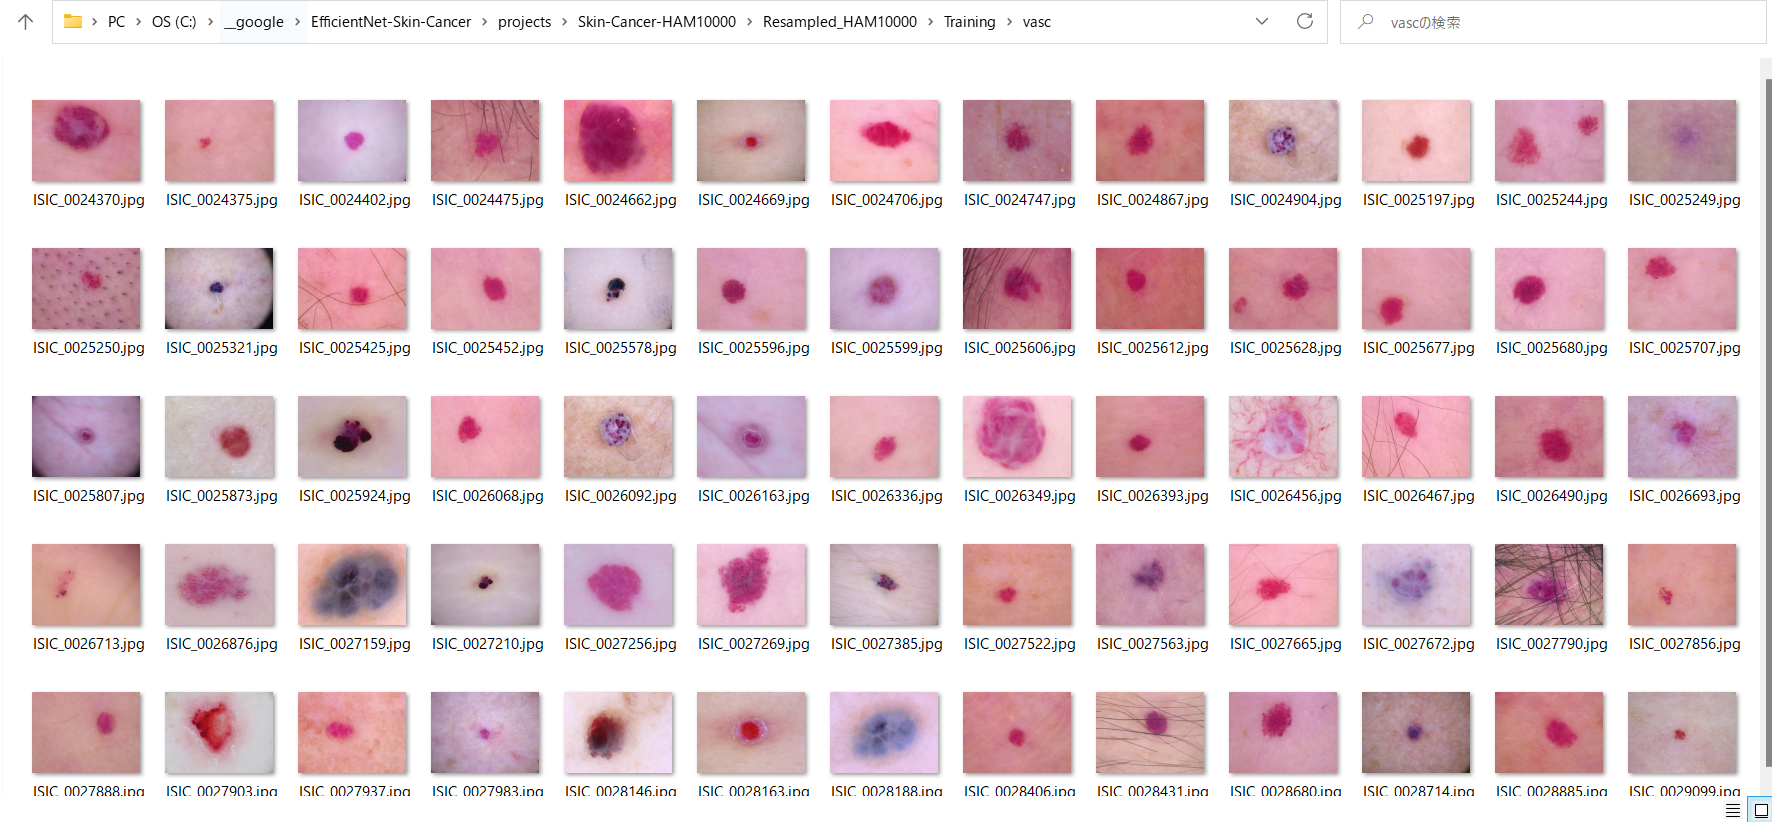 PC > OS (C:) > __google > EfficientNet-Skin-Cancer > projects > Skin-Cancer-HAM10000 > Resampled_HAM10000 > Training > vasc
vascの検索
ISIC_0024370.jpg ISIC_0024375.jpg ISIC_0024402.jpg ISIC_0024475.jpg ISIC_0024662.jpg ISIC_0024669.jpg ISIC_0024706.jpg ISIC_0024747.jpg ISIC_0024867.jpg ISIC_0024904.jpg ISIC_0025197.jpg ISIC_0025244.jpg ISIC_0025249.jpg
ISIC_0025250.jpg ISIC_0025321.jpg ISIC_0025425.jpg ISIC_0025452.jpg ISIC_0025578.jpg ISIC_0025596.jpg ISIC_0025599.jpg ISIC_0025606.jpg ISIC_0025612.jpg ISIC_0025628.jpg ISIC_0025677.jpg ISIC_0025680.jpg ISIC_0025707.jpg
ISIC_0025807.jpg ISIC_0025873.jpg ISIC_0025924.jpg ISIC_0026068.jpg ISIC_0026092.jpg ISIC_0026163.jpg ISIC_0026336.jpg ISIC_0026349.jpg ISIC_0026393.jpg ISIC_0026456.jpg ISIC_0026467.jpg ISIC_0026490.jpg ISIC_0026693.jpg
ISIC_0026713.jpg ISIC_0026876.jpg ISIC_0027159.jpg ISIC_0027210.jpg ISIC_0027256.jpg ISIC_0027269.jpg ISIC_0027385.jpg ISIC_0027522.jpg ISIC_0027563.jpg ISIC_0027665.jpg ISIC_0027672.jpg ISIC_0027790.jpg ISIC_0027856.jpg
ISIC_0027888.jpg ISIC_0027903.jpg ISIC_0027937.jpg ISIC_0027983.jpg ISIC_0028146.jpg ISIC_0028163.jpg ISIC_0028188.jpg ISIC_0028406.jpg ISIC_0028431.jpg ISIC_0028680.jpg ISIC_0028714.jpg ISIC_0028885.jpg ISIC_0029099.jpg